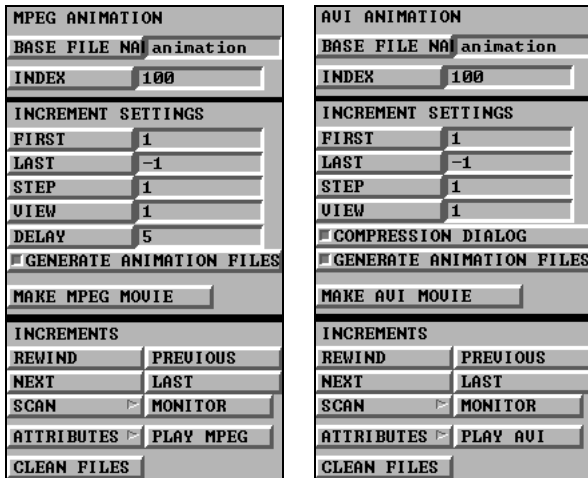 MPEG ANIMATION
BASE FILE NA animation
INDEX 100
INCREMENT SETTINGS
FIRST 1
LAST -1
STEP 1
VIEW 1
DELAY 5
GENERATE ANIMATION FILES
MAKE MPEG MOVIE
INCREMENTS
REWIND PREVIOUS
NEXT LAST
SCAN MONITOR
ATTRIBUTES PLAY MPEG
CLEAN FILES
AVI ANIMATION
BASE FILE NA animation
INDEX 100
INCREMENT SETTINGS
FIRST 1
LAST -1
STEP 1
VIEW 1
COMPRESSION DIALOG
GENERATE ANIMATION FILES
MAKE AVI MOVIE
INCREMENTS
REWIND PREVIOUS
NEXT LAST
SCAN MONITOR
ATTRIBUTES PLAY AVI
CLEAN FILES